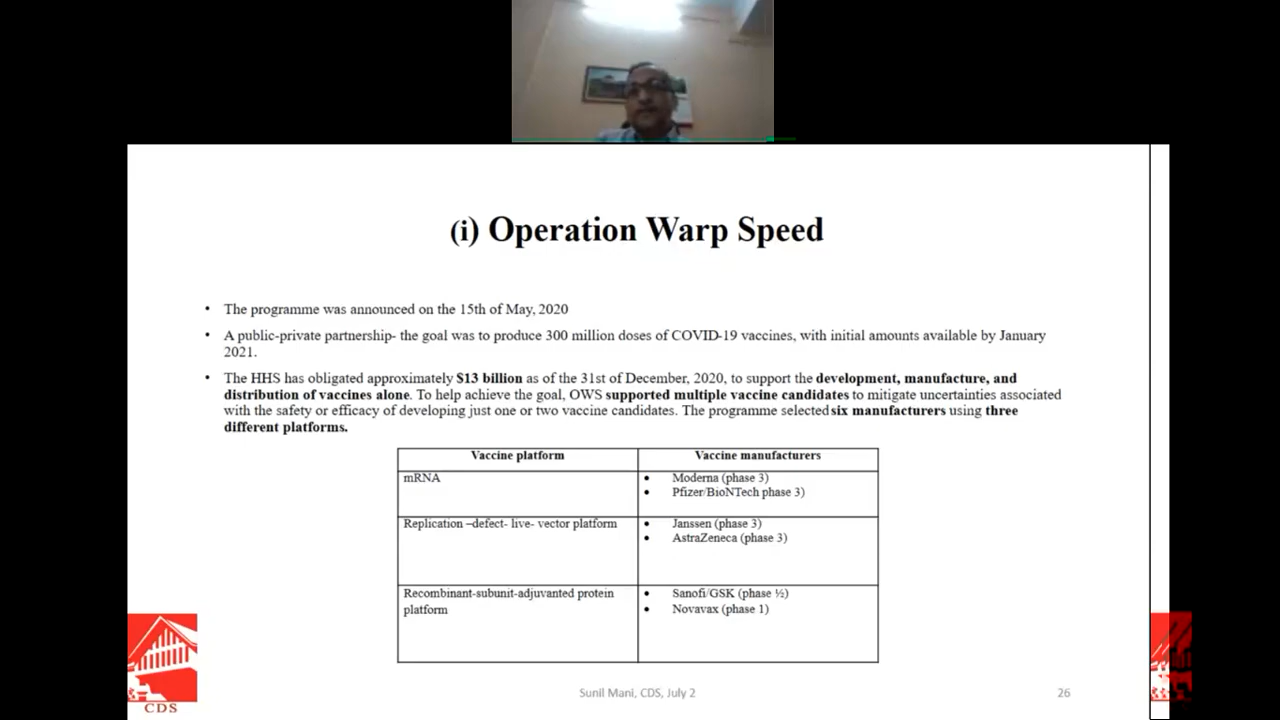 (i) Operation Warp Speed
• The programme was announced on the 15th of May, 2020
• A public-private partnership- the goal was to produce 300 million doses of COVID-19 vaccines, with initial amounts available by January
2021.
• The HHS has obligated approximately $13 billion as of the 31st of December, 2020, to support the development, manufacture, and
distribution of vaccines alone. To help achieve the goal, OWS supported multiple vaccine candidates to mitigate uncertainties associated
with the safety or efficacy of developing just one or two vaccine candidates. The programme selected six manufacturers using three
different platforms.
Vaccine platform
Vaccine manufacturers
mRNA
• Moderna (phase 3)
• Pfizer/BioNTech phase 3)
Replication –defect- live- vector platform
• Janssen (phase 3)
• AstraZeneca (phase 3)
Recombinant-subunit-adjuvanted protein
platform
• Sanofi/GSK (phase ½)
• Novavax (phase 1)
CDS
Sunil Mani, CDS, July 2
26